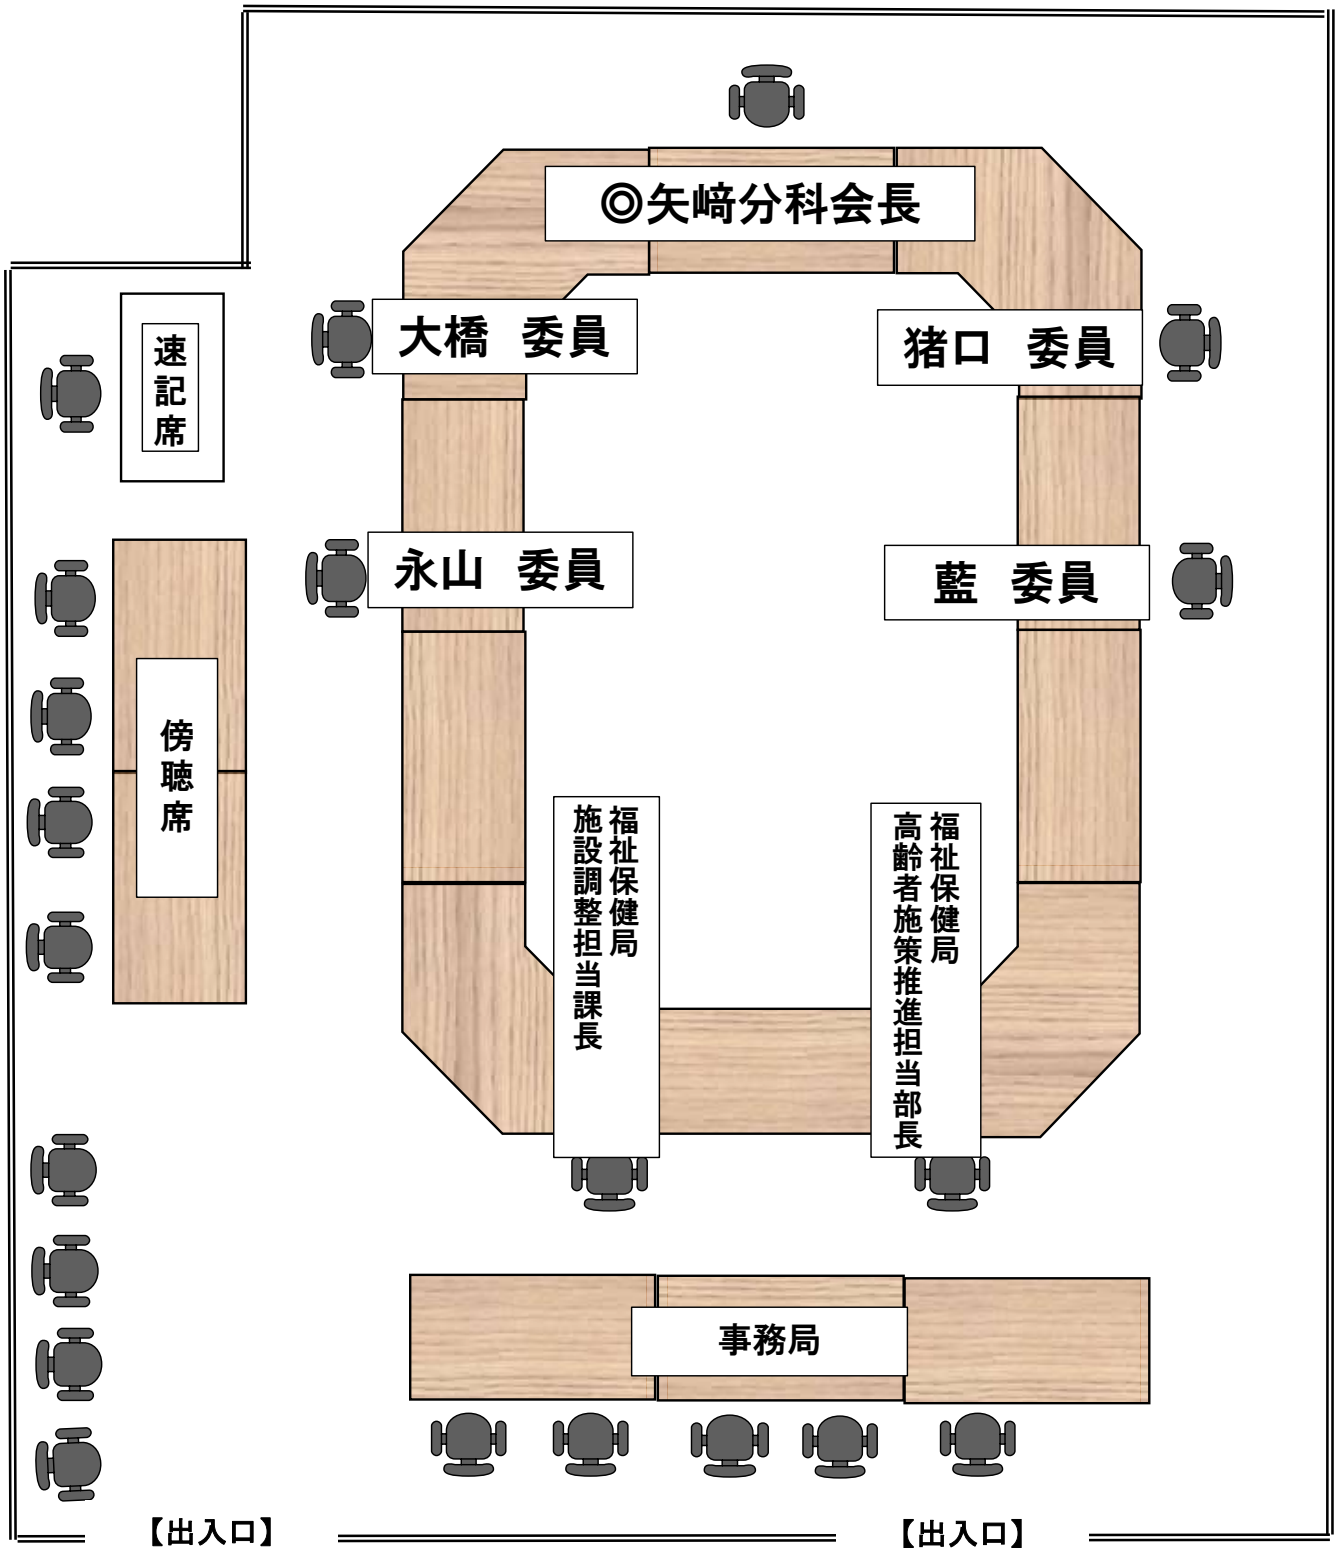 ◎矢﨑分科会長
大橋　委員
猪口　委員
速記席
永山　委員
藍　委員
傍聴席
福祉保健局
施設調整担当課長
福祉保健局
高齢者施策推進担当部長
事務局
【出入口】
【出入口】